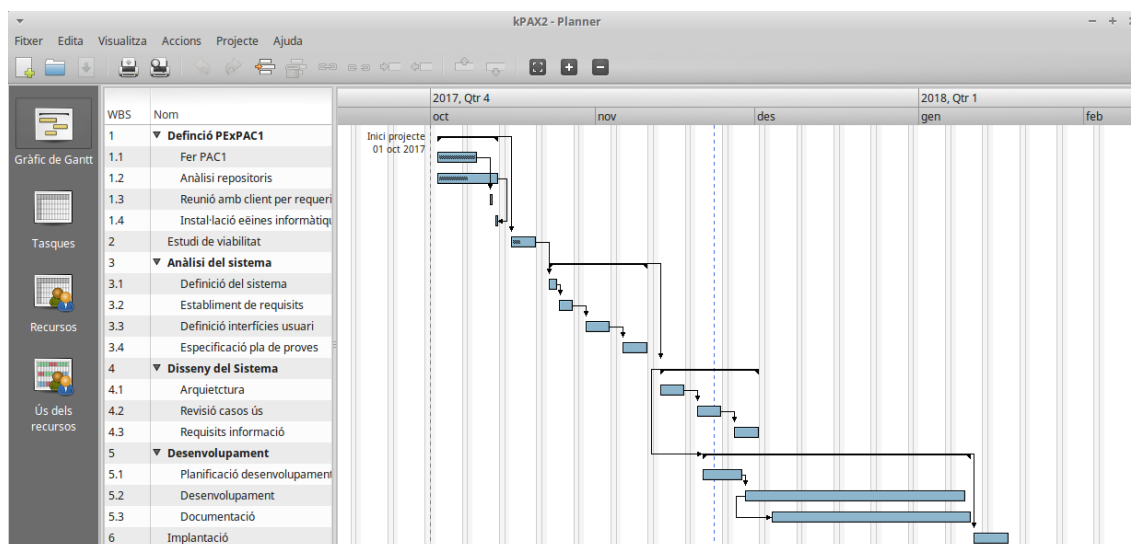 kPAX2 - Planner
Fitxer Edita Visualitza Accions Projecte Ajuda
Gràfic de Gantt
Tasques
Recursos
Ús dels
recursos
WBS Nom
1 Definció PExPAC1
1.1 Fer PAC1
1.2 Anàlisi repositoris
1.3 Reunió amb client per requeri
1.4 Instal·lació eëines informàtiqu
2 Estudi de viabilitat
3 Anàlisi del sistema
3.1 Definició del sistema
3.2 Establiment de requisits
3.3 Definició interfícies usuari
3.4 Especificació pla de proves
4 Disseny del Sistema
4.1 Arquietctura
4.2 Revisió casos ús
4.3 Requisits informació
5 Desenvolupament
5.1 Planificació desenvolupament
5.2 Desenvolupament
5.3 Documentació
6 Implantació
2017, Qtr 4 2018, Qtr 1
oct nov des gen feb
Inici projecte
01 oct 2017